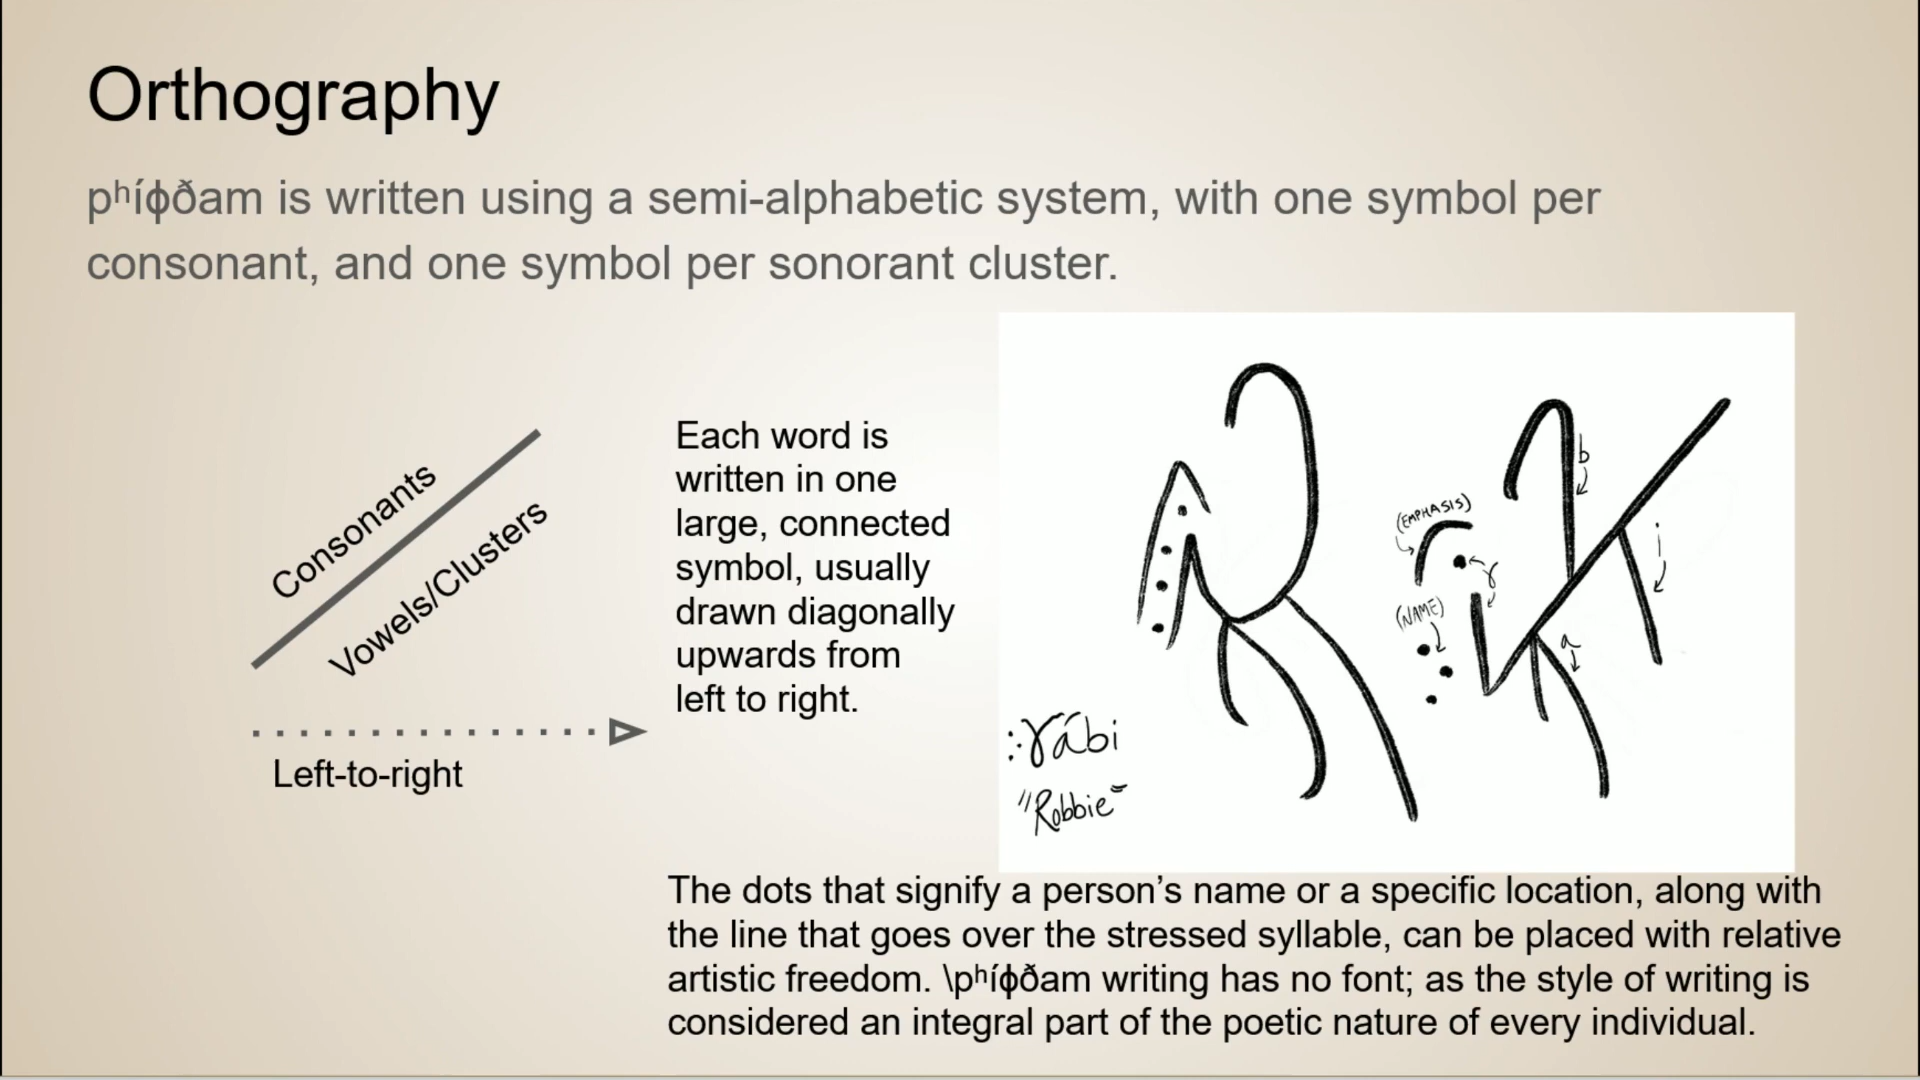 Orthography
pʰíɸðam is written using a semi-alphabetic system, with one symbol per
consonant, and one symbol per sonorant cluster.
Consonants
Vowels/Clusters
Left-to-right
Each word is
written in one
large, connected
symbol, usually
drawn diagonally
upwards from
left to right.
(EMPHASIS)
b
ɤ
i
(NAME)
a
:·ɤábi
"Robbie"
The dots that signify a person’s name or a specific location, along with
the line that goes over the stressed syllable, can be placed with relative
artistic freedom. \pʰíɸðam writing has no font; as the style of writing is
considered an integral part of the poetic nature of every individual.